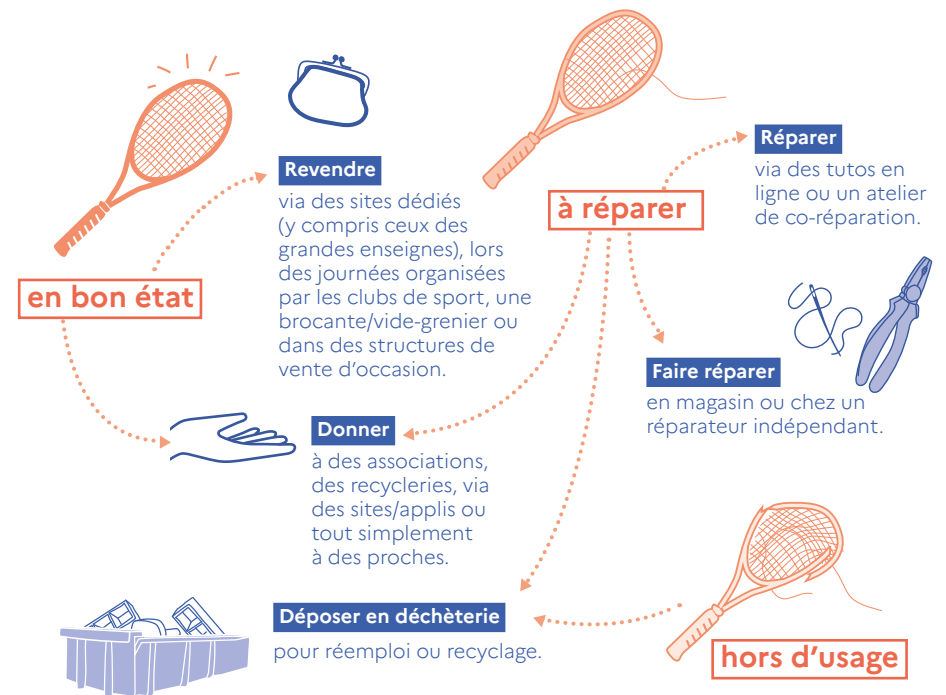 en bon état
Revendre
via des sites dédiés
(y compris ceux des
grandes enseignes), lors
des journées organisées
par les clubs de sport, une
brocante/vide-grenier ou
dans des structures de
vente d'occasion.
Donner
à des associations,
des recycleries, via
des sites/applis ou
tout simplement
à des proches.
à réparer
Réparer
via des tutos en
ligne ou un atelier
de co-réparation.
Faire réparer
en magasin ou chez un
réparateur indépendant.
Déposer en déchèterie
pour réemploi ou recyclage.
hors d'usage